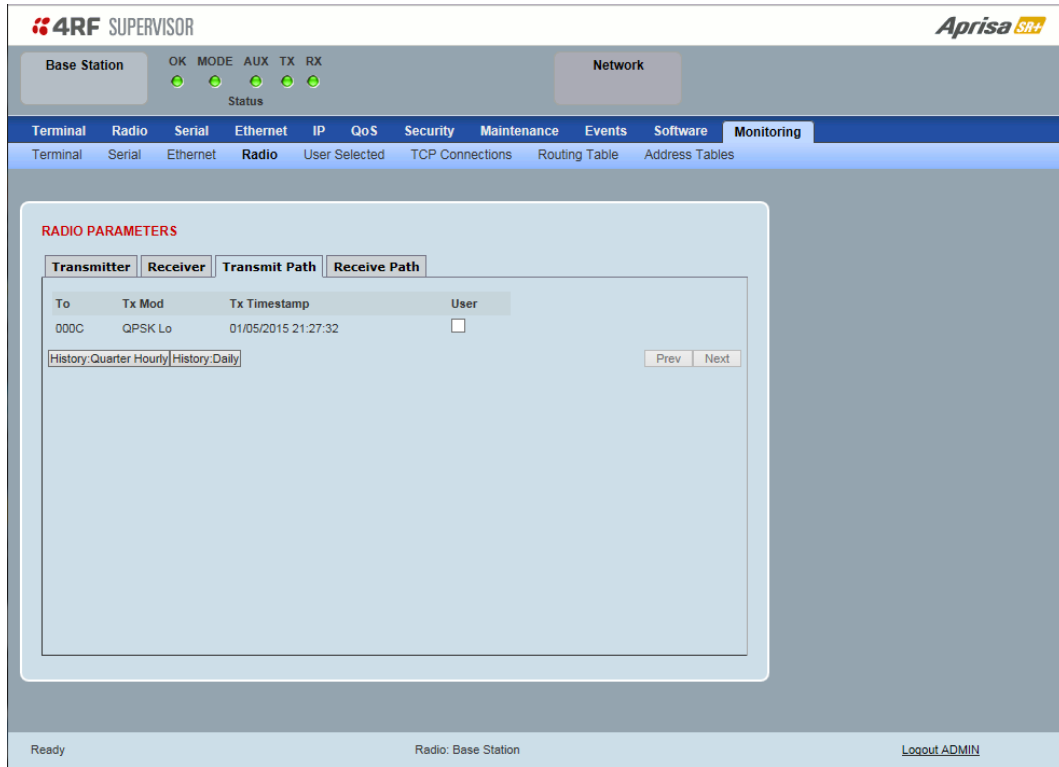 4RF SUPERVISOR
Aprisa SR+
Base Station
OK MODE AUX TX RX
Status
Network
Terminal Radio Serial Ethernet IP QoS Security Maintenance Events Software Monitoring
Terminal Serial Ethernet Radio User Selected TCP Connections Routing Table Address Tables
RADIO PARAMETERS
Transmitter Receiver Transmit Path Receive Path
To Tx Mod Tx Timestamp User
000C QPSK Lo 01/05/2015 21:27:32
History:Quarter Hourly History:Daily Prev Next
Ready Radio: Base Station Logout ADMIN